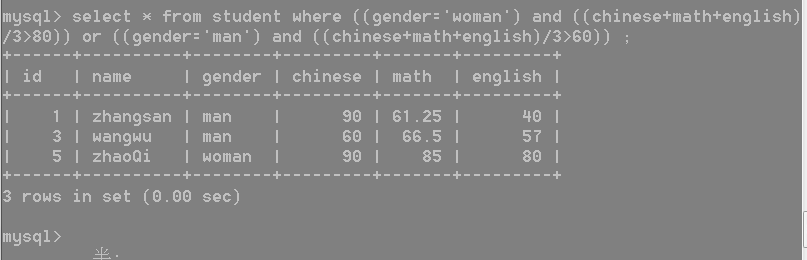 mysql> select * from student where ((gender='woman') and ((chinese+math+english)
/3>80)) or ((gender='man') and ((chinese+math+english)/3>60)) ;
+------+----------+--------+---------+-------+---------+
| id   | name     | gender | chinese | math  | english |
+------+----------+--------+---------+-------+---------+
|    1 | zhangsan | man    |      90 | 61.25 |      40 |
|    3 | wangwu   | man    |      60 |  66.5 |      57 |
|    5 | zhaoQi   | woman  |      90 |    85 |      80 |
+------+----------+--------+---------+-------+---------+
3 rows in set (0.00 sec)
mysql>
半.